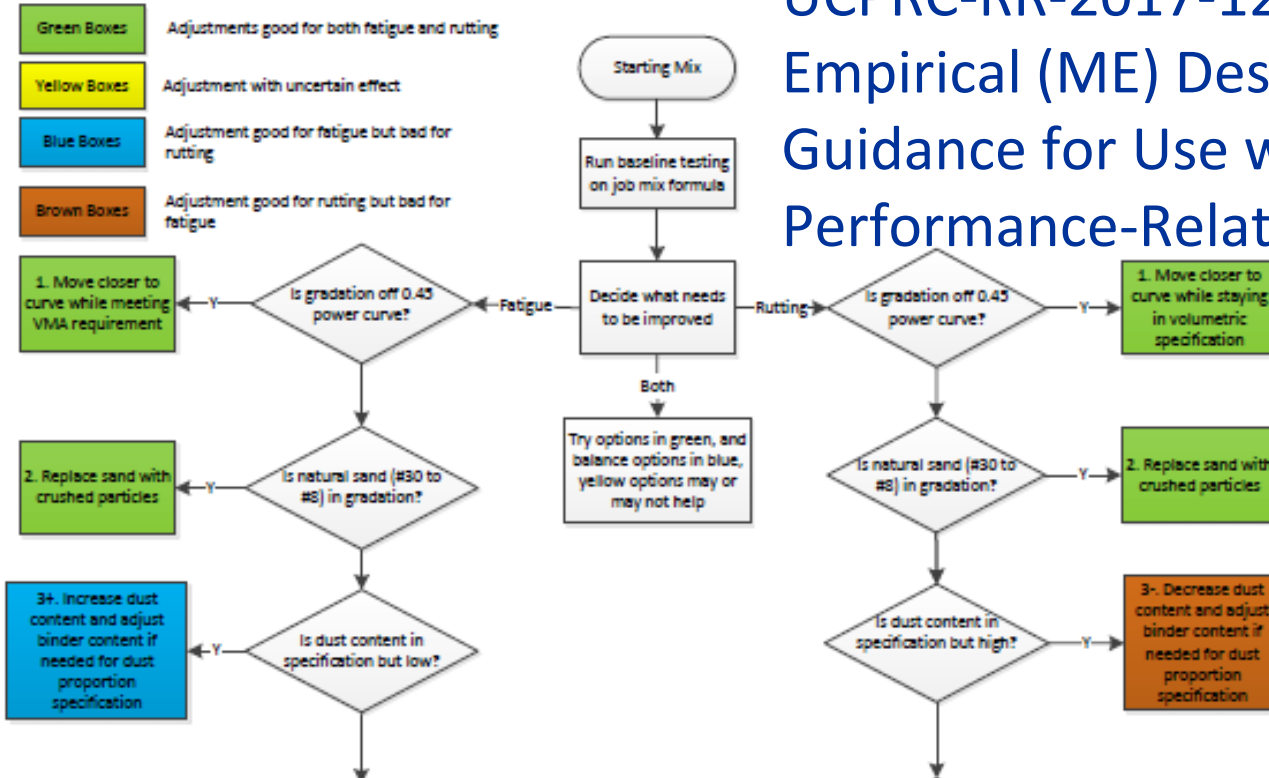 UCPRC-RR-2017-12
Empirical (ME) Des
Guidance for Use w
Performance-Relat
Green Boxes
Adjustments good for both fatigue and rutting
Yellow Boxes
Adjustment with uncertain effect
Blue Boxes
Adjustment good for fatigue but bad for
rutting
Brown Boxes
Adjustment good for rutting but bad for
fatigue
Starting Mix
Run baseline testing
on job mix formula
Decide what needs
to be improved
Fatigue
Rutting
Both
Try options in green, and
balance options in blue,
yellow options may or
may not help
Is gradation off 0.45
power curve?
Y
1. Move closer to
curve while meeting
VMA requirement
Is natural sand (#30 to
#8) in gradation?
Y
2. Replace sand with
crushed particles
Is dust content in
specification but low?
Y
3+. Increase dust
content and adjust
binder content if
needed for dust
proportion
specification
Is gradation off 0.45
power curve?
Y
1. Move closer to
curve while staying
in volumetric
specification
Is natural sand (#30 to
#8) in gradation?
Y
2. Replace sand with
crushed particles
Is dust content in
specification but high?
Y
3-. Decrease dust
content and adjust
binder content if
needed for dust
proportion
specification